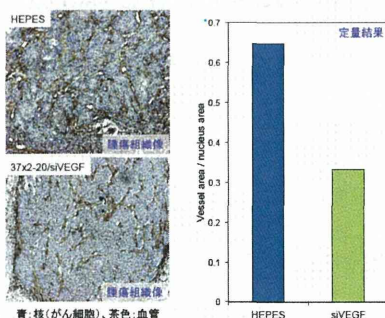 HEPES
腫瘍組織像
37x2-20/siVEGF
腫瘍組織像
青:核(がん細胞)、茶色:血管
定量結果
Vessel area / nucleus area
0.7
0.6
0.5
0.4
0.3
0.2
0.1
0
HEPES
siVEGF